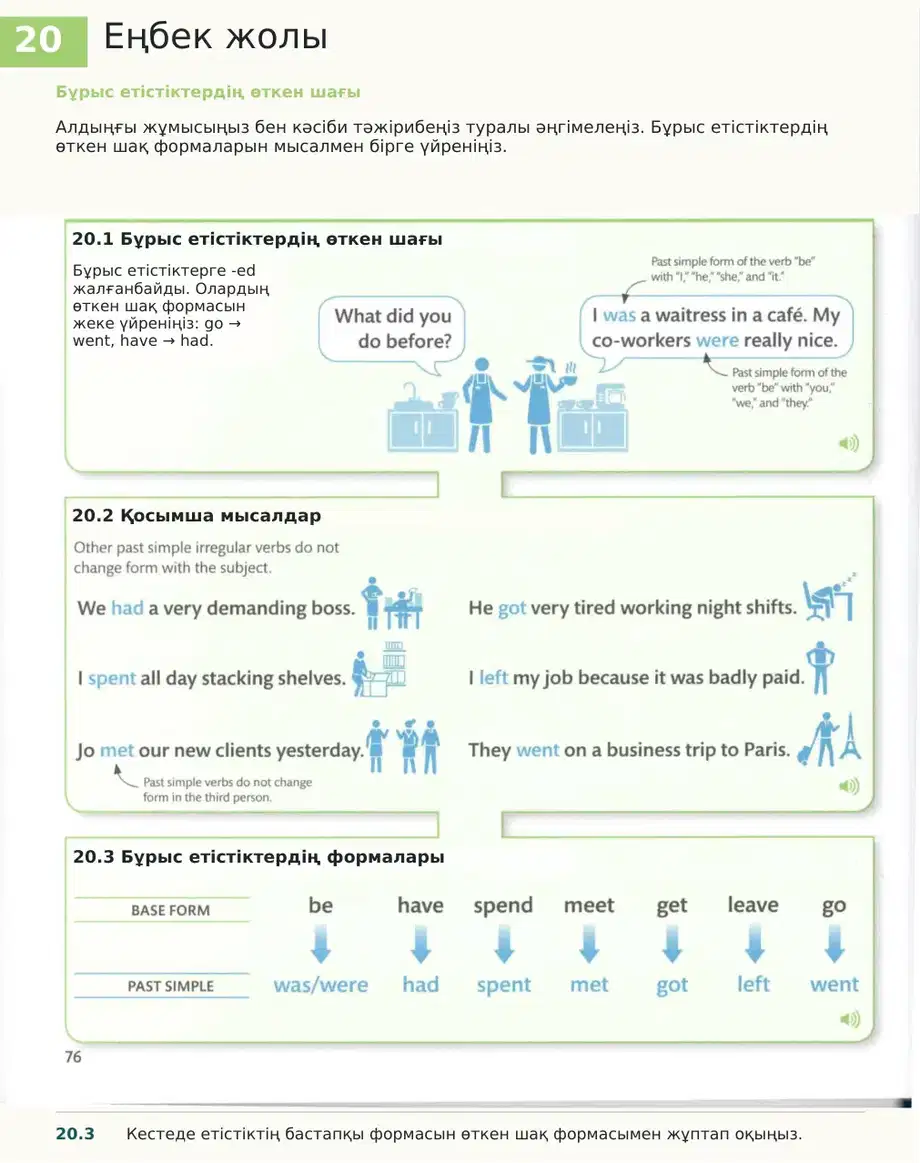 20
Еңбек жолы
Бұрыс етістіктердің өткен шағы
Алдыңғы жұмысыңыз бен кәсіби тәжірибеңіз туралы әңгімелеңіз. Бұрыс етістіктердің
өткен шақ формаларын мысалмен бірге үйреніңіз.
20.1 Бұрыс етістіктердің өткен шағы
Бұрыс етістіктерге -ed
жалғанбайды. Олардың
өткен шақ формасын
жеке үйреніңіз: go →
went, have → had.
What did you
do before?
Past simple form of the verb "be"
with "I," "he," "she," and "it."
I was a waitress in a café. My
co-workers were really nice.
Past simple form of the
verb "be" with "you,"
"we," and "they."
20.2 Қосымша мысалдар
Other past simple irregular verbs do not
change form with the subject.
We had a very demanding boss.
He got very tired working night shifts.
I spent all day stacking shelves.
I left my job because it was badly paid.
Jo met our new clients yesterday.
They went on a business trip to Paris.
Past simple verbs do not change
form in the third person.
20.3 Бұрыс етістіктердің формалары
BASE FORM be have spend meet get leave go
PAST SIMPLE was/were had spent met got left went
76
20.3 Кестеде етістіктің бастапқы формасын өткен шақ формасымен жұптап оқыңыз.